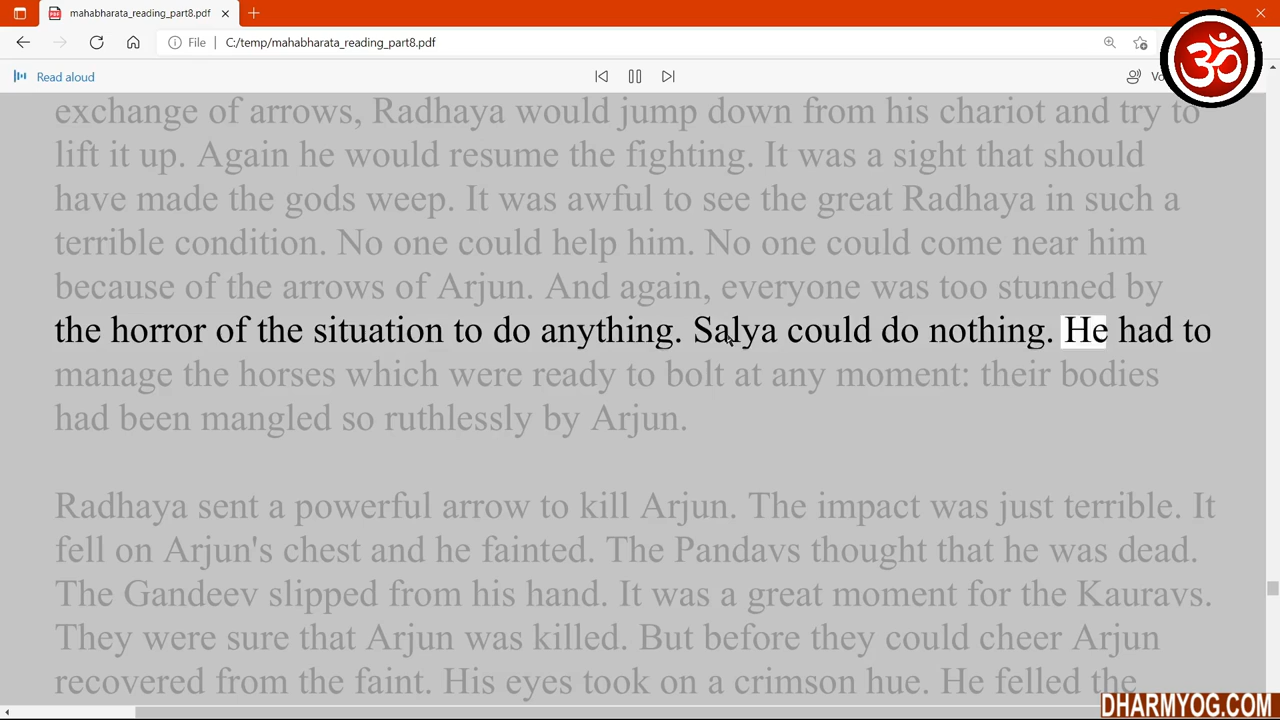 mahabharata_reading_part8.pdf
File C:/temp/mahabharata_reading_part8.pdf
Read aloud
ॐ
exchange of arrows, Radhaya would jump down from his chariot and try to
lift it up. Again he would resume the fighting. It was a sight that should
have made the gods weep. It was awful to see the great Radhaya in such a
terrible condition. No one could help him. No one could come near him
because of the arrows of Arjun. And again, everyone was too stunned by
the horror of the situation to do anything. Salya could do nothing. He had to
manage the horses which were ready to bolt at any moment: their bodies
had been mangled so ruthlessly by Arjun.
Radhaya sent a powerful arrow to kill Arjun. The impact was just terrible. It
fell on Arjun's chest and he fainted. The Pandavs thought that he was dead.
The Gandeev slipped from his hand. It was a great moment for the Kauravs.
They were sure that Arjun was killed. But before they could cheer Arjun
recovered from the faint. His eyes took on a crimson hue. He felled the
DHARMYOG.COM